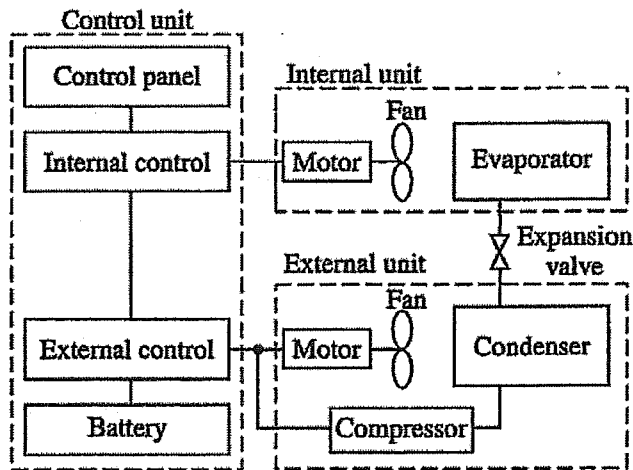 Control unit
Control panel
Internal control
External control
Battery
Internal unit
Fan
Motor
Evaporator
Expansion
valve
External unit
Fan
Motor
Condenser
Compressor